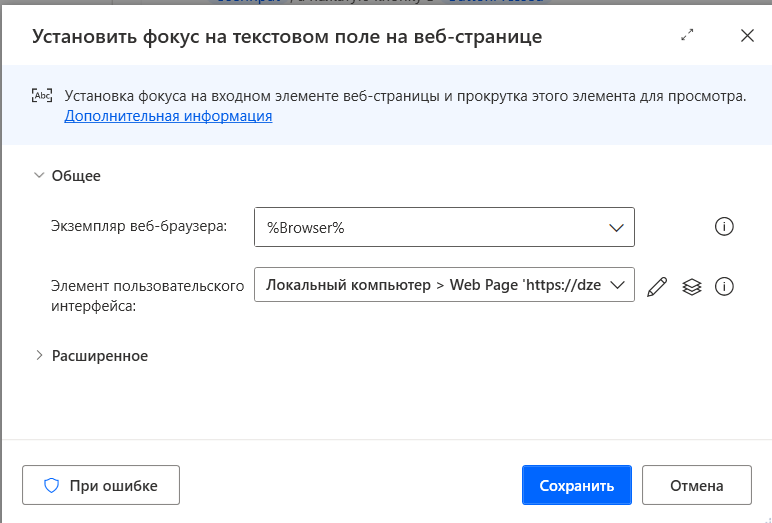 Установить фокус на текстовом поле на веб-странице
Abc
Установка фокуса на входном элементе веб-страницы и прокрутка этого элемента для просмотра.
Дополнительная информация
Общее
Экземпляр веб-браузера:
%Browser%
Элемент пользовательского
интерфейса:
Локальный компьютер > Web Page 'https://dze
Расширенное
При ошибке
Сохранить
Отмена